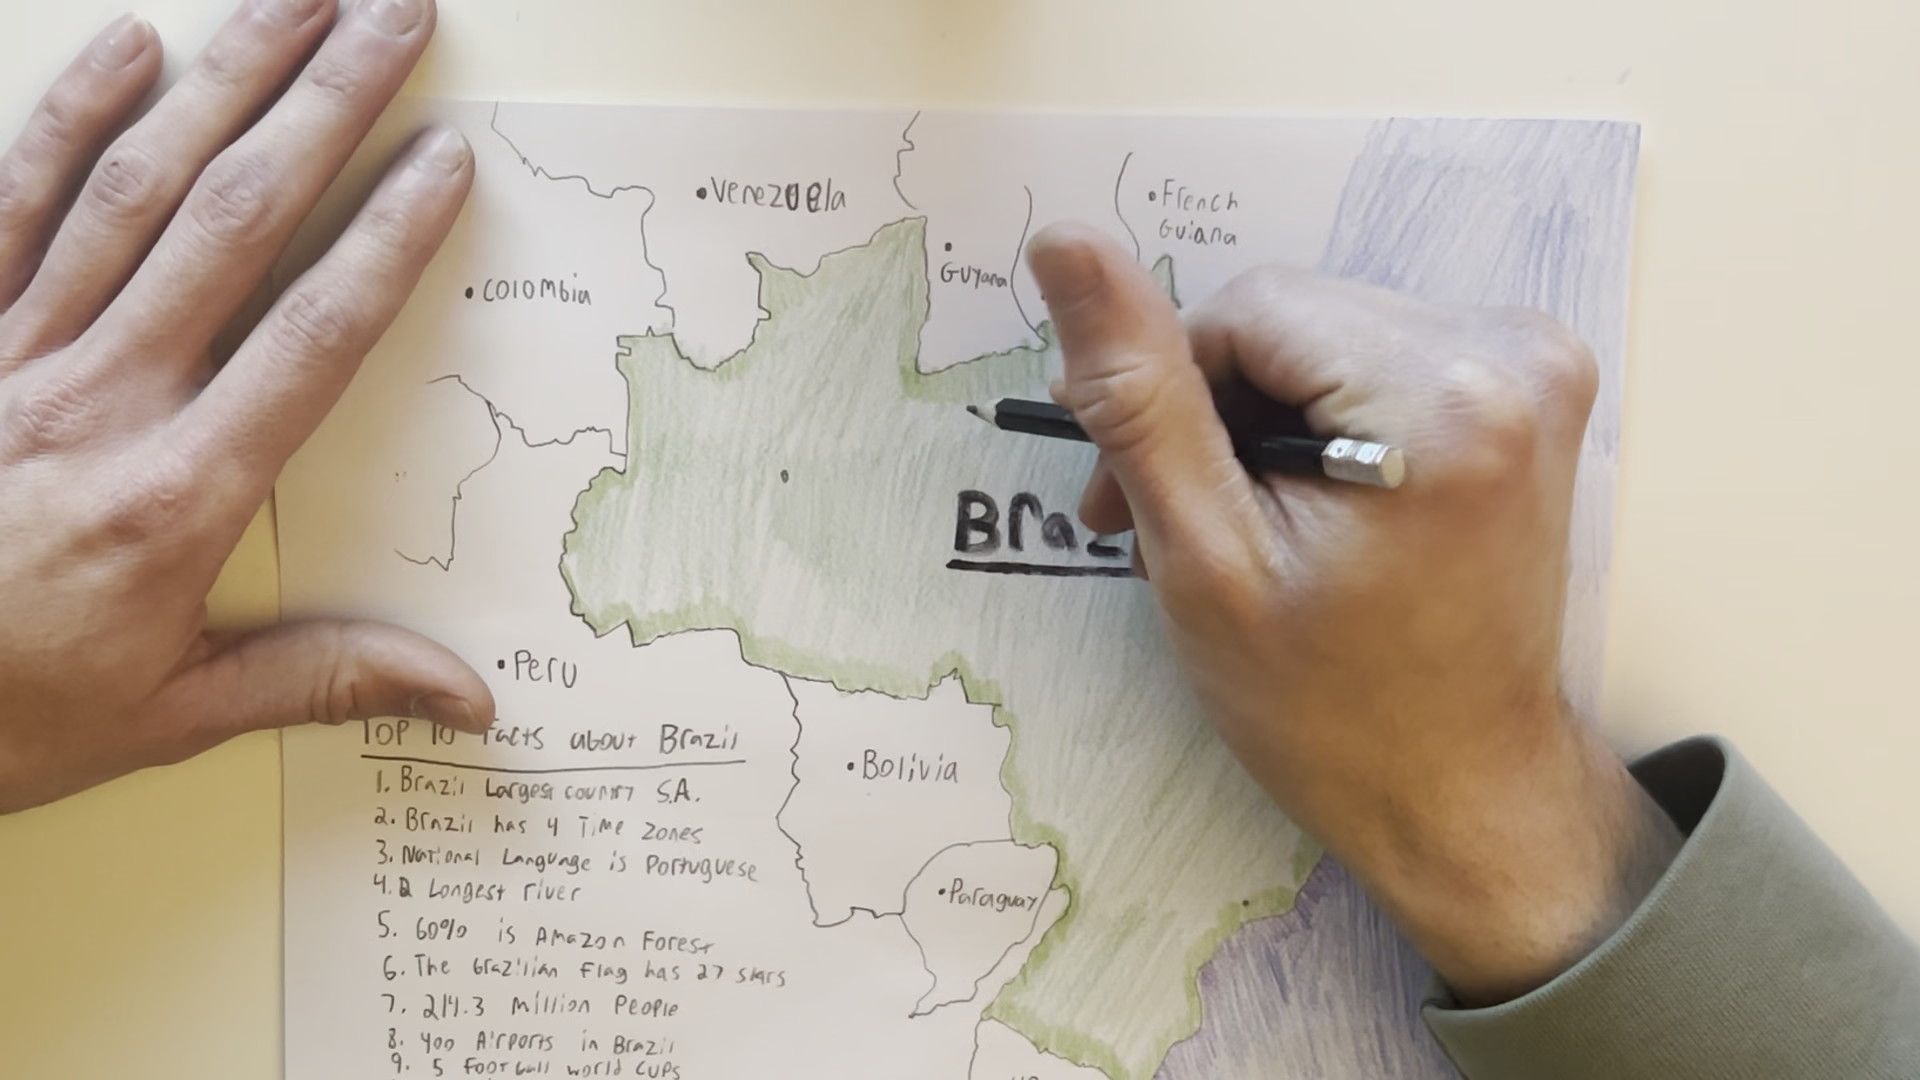 •Venezuela
•French
Guiana
•Guyana
•Colombia
Braz
•Peru
Top 10 Facts about Brazil
1. Brazil Largest country S.A.
2. Brazil has 4 Time Zones
3. National Language is Portuguese
4. 2 Longest river
5. 60% is Amazon Forest
6. The brazilian Flag has 27 stars
7. 214.3 Million People
8. 400 Airports in Brazil
9. 5 Football world cups
•Bolivia
•Paraguay